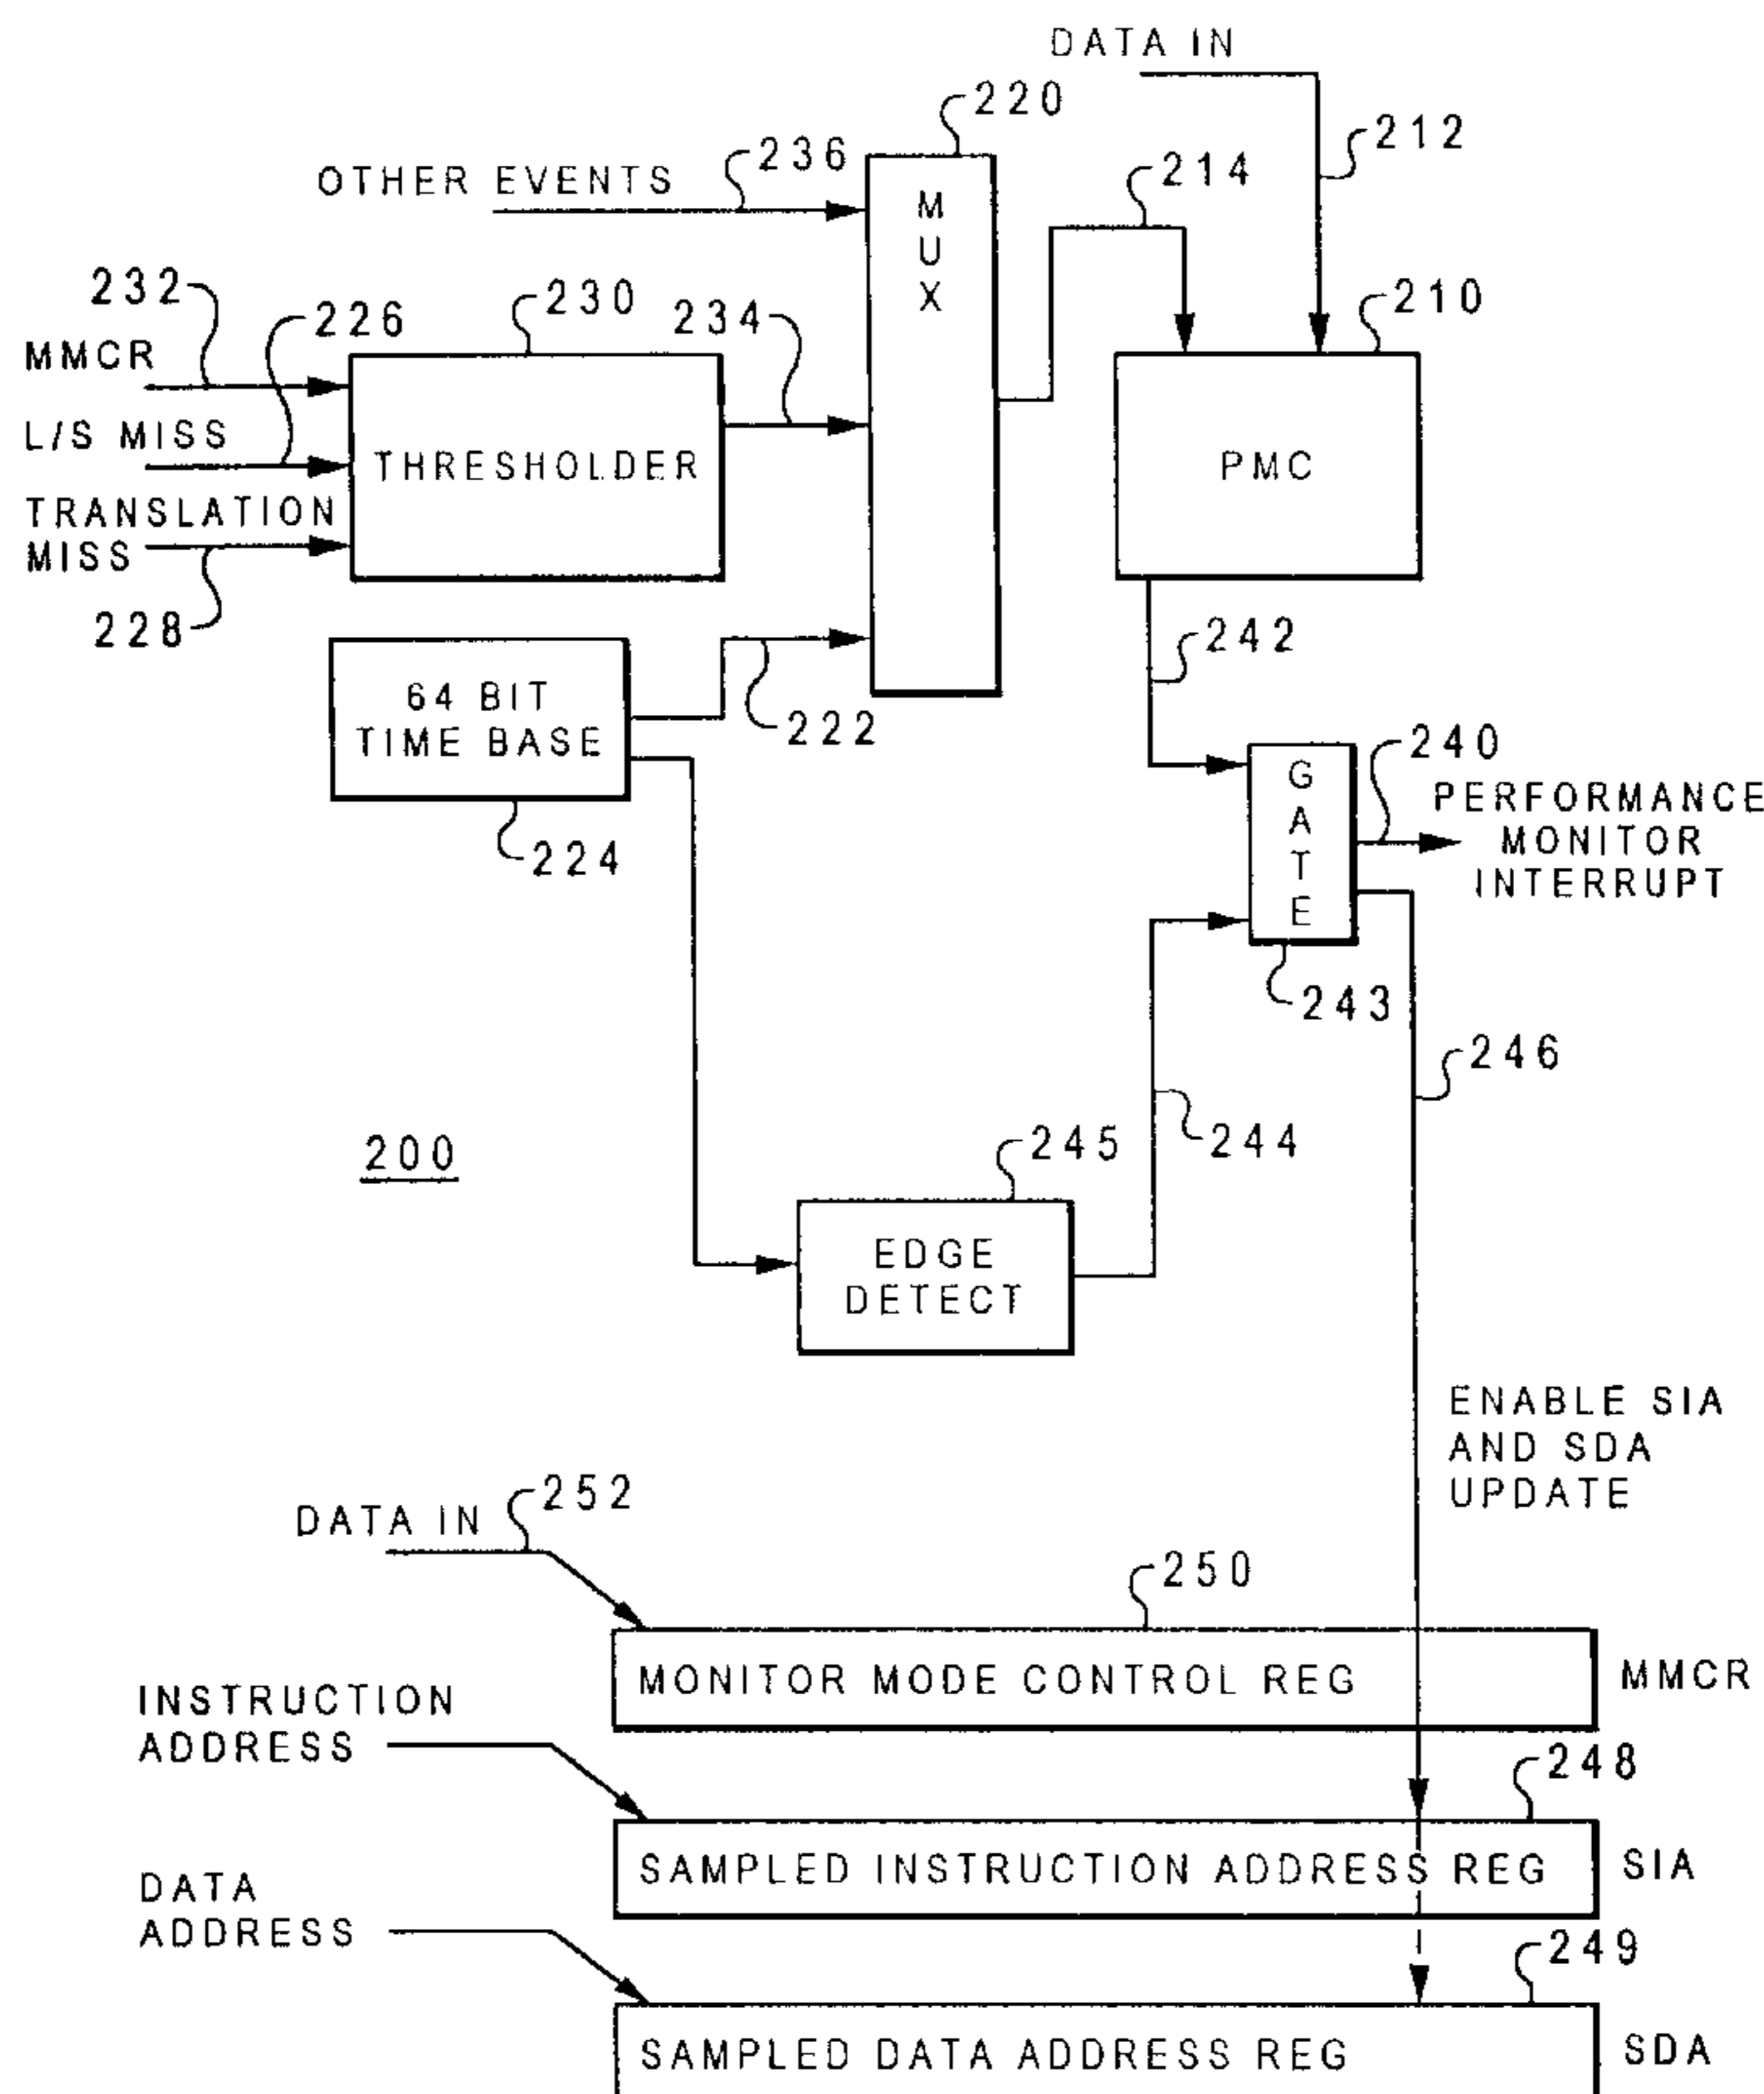 DATA IN
220
212
OTHER EVENTS
236
214
MUX
232
226
230
234
210
MMCR
L/S MISS
THRESHOLDER
PMC
TRANSLATION
MISS
228
242
64 BIT
TIME BASE
222
240
GATE
PERFORMANCE
MONITOR
INTERRUPT
224
243
246
200
245
244
EDGE
DETECT
ENABLE SIA
AND SDA
UPDATE
DATA IN
252
250
MONITOR MODE CONTROL REG
MMCR
INSTRUCTION
ADDRESS
248
SAMPLED INSTRUCTION ADDRESS REG
SIA
DATA
ADDRESS
249
SAMPLED DATA ADDRESS REG
SDA